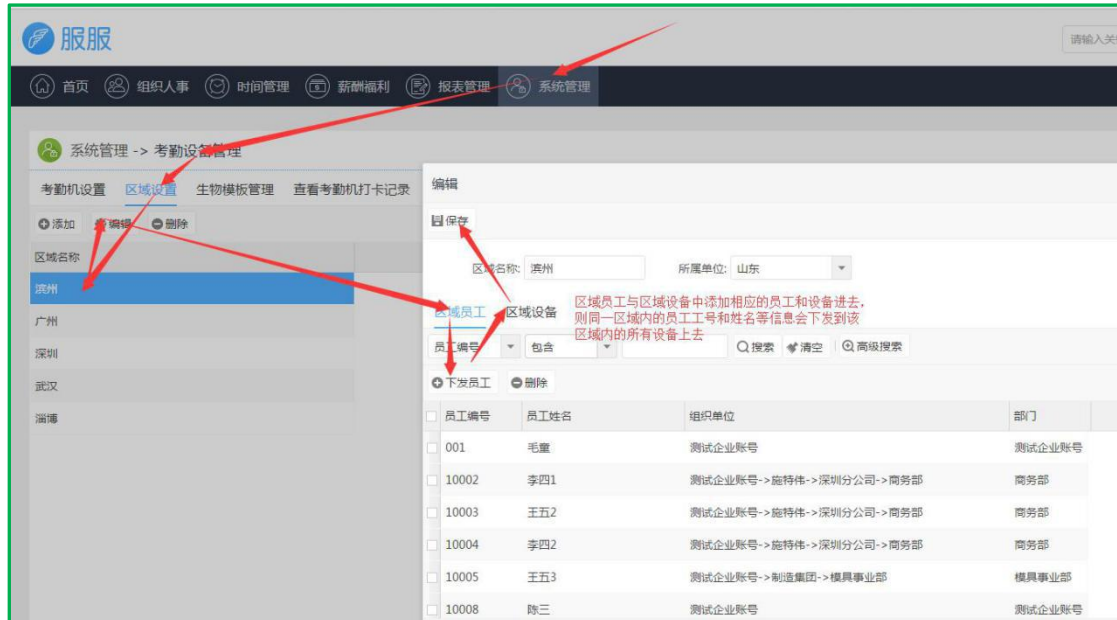 服服
请输入关
首页 组织人事 时间管理 薪酬福利 报表管理 系统管理
系统管理 -> 考勤设备管理
考勤机设置 区域设置 生物模板管理 查看考勤机打卡记录
添加 编辑 删除
区域名称
滨州
广州
深圳
武汉
淄博
编辑
保存
区域名称: 滨州 所属单位: 山东
区域员工 区域设备
区域员工与区域设备中添加相应的员工和设备进去,
则同一区域内的员工工号和姓名等信息会下发到该
区域内的所有设备上去
员工编号 包含 搜索 清空 高级搜索
下发员工 删除
员工编号 员工姓名 组织单位 部门
001 毛童 测试企业账号 测试企业账号
10002 李四1 测试企业账号->施特伟->深圳分公司->商务部 商务部
10003 王五2 测试企业账号->施特伟->深圳分公司->商务部 商务部
10004 李四2 测试企业账号->施特伟->深圳分公司->商务部 商务部
10005 王五3 测试企业账号->制造集团->模具事业部 模具事业部
10008 陈三 测试企业账号 测试企业账号